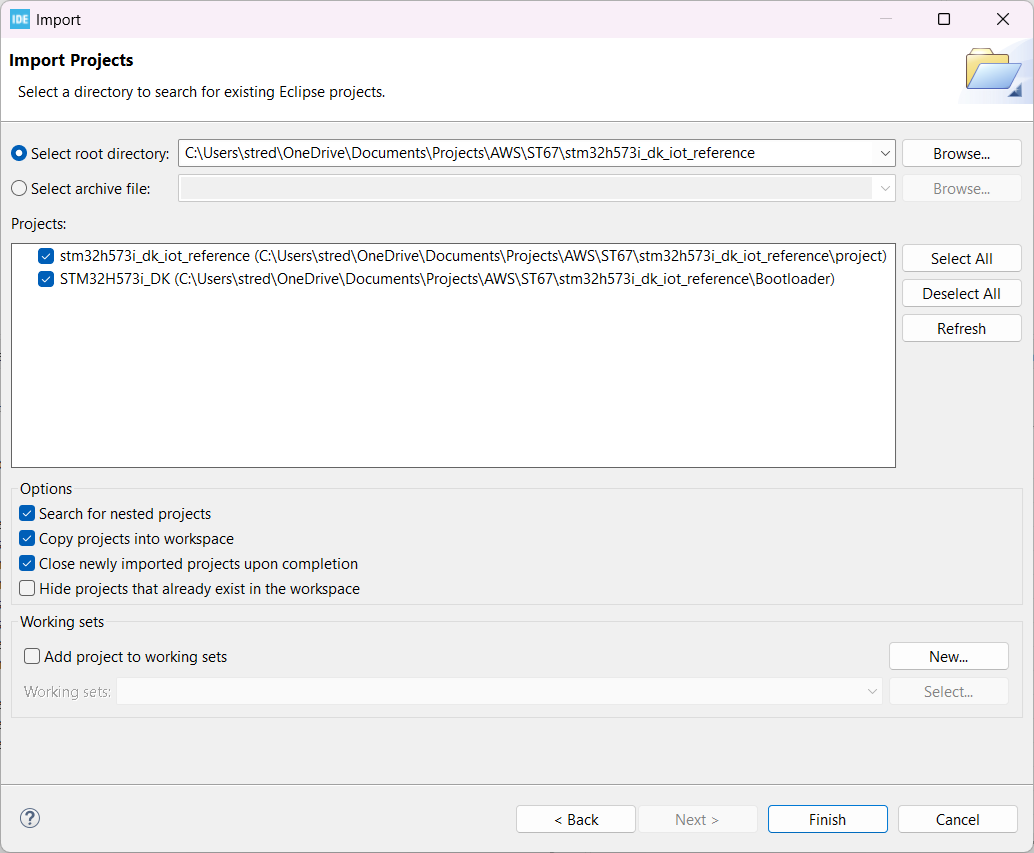 IDE Import
Import Projects
Select a directory to search for existing Eclipse projects.
Select root directory: C:\Users\stred\OneDrive\Documents\Projects\AWS\ST67\stm32h573i_dk_iot_reference Browse...
Select archive file: Browse...
Projects:
stm32h573i_dk_iot_reference (C:\Users\stred\OneDrive\Documents\Projects\AWS\ST67\stm32h573i_dk_iot_reference\project) Select All
STM32H573i_DK (C:\Users\stred\OneDrive\Documents\Projects\AWS\ST67\stm32h573i_dk_iot_reference\Bootloader)
Deselect All
Refresh
Options
Search for nested projects
Copy projects into workspace
Close newly imported projects upon completion
Hide projects that already exist in the workspace
Working sets
Add project to working sets New...
Working sets: Select...
? < Back Next > Finish Cancel